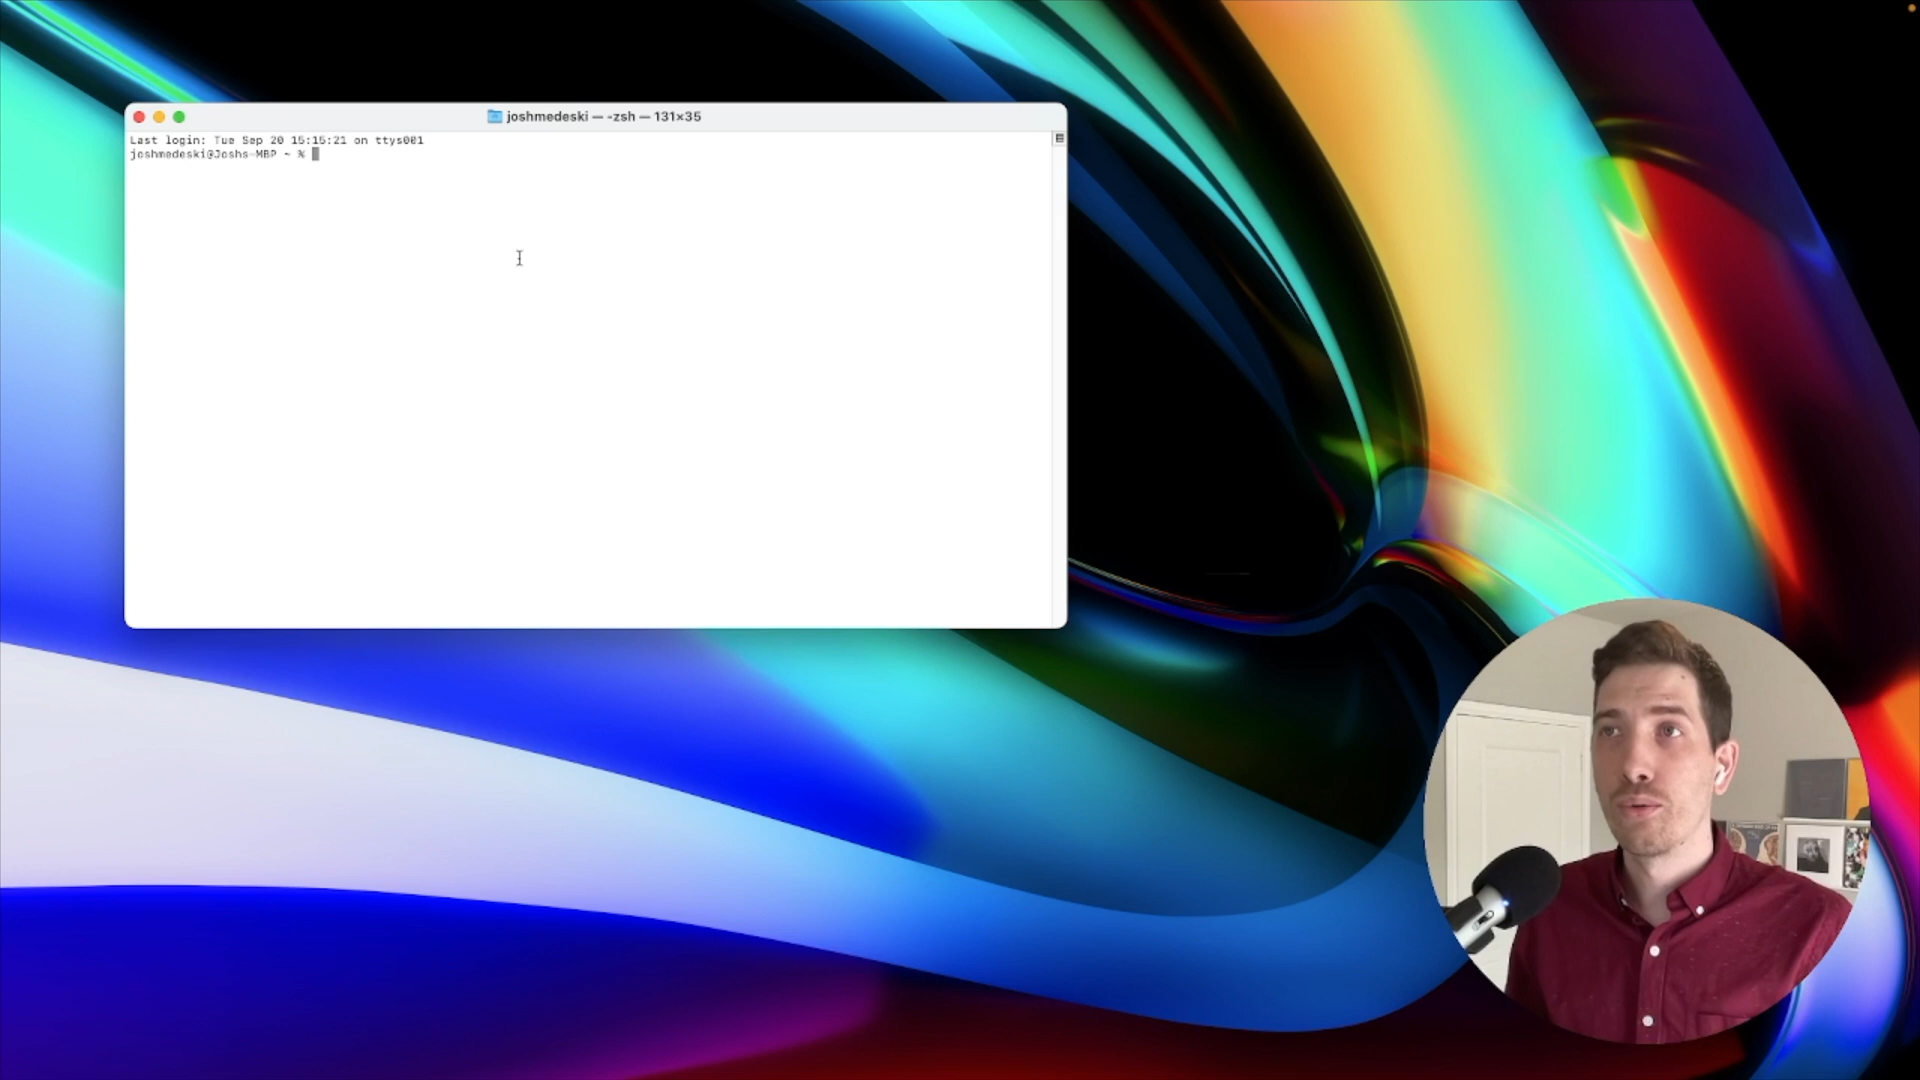 joshmedeski — -zsh — 131×35
Last login: Tue Sep 20 15:15:21 on ttys001
joshmedeski@Joshs-MBP ~ %